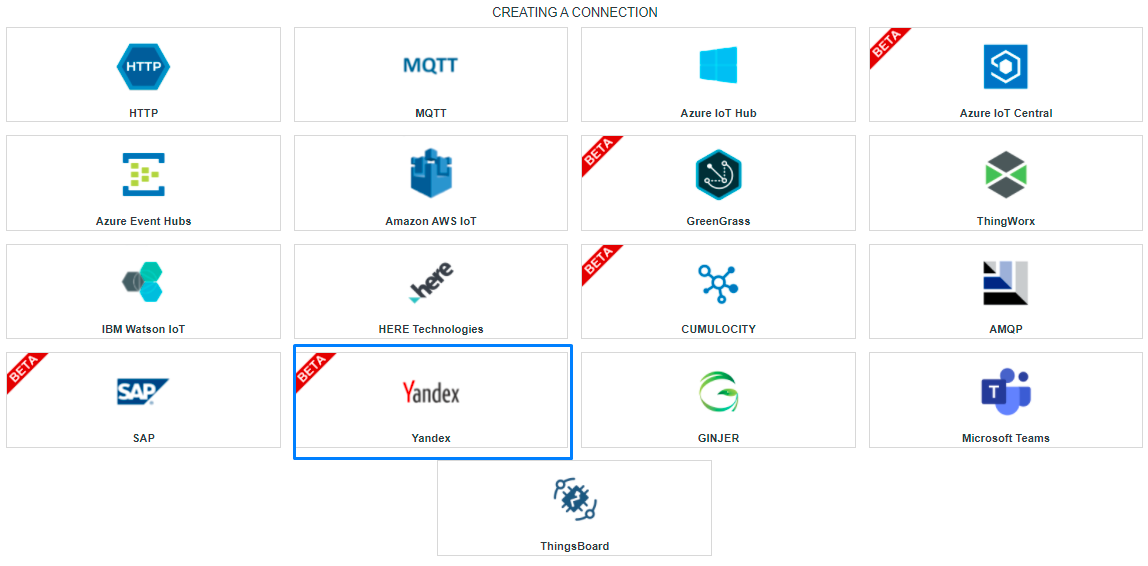 CREATING A CONNECTION
HTTP
HTTP
MQTT
MQTT
Azure IoT Hub
BETA
Azure IoT Central
Azure Event Hubs
Amazon AWS IoT
BETA
GreenGrass
ThingWorx
IBM Watson IoT
here
HERE Technologies
BETA
CUMULOCITY
AMQP
BETA
SAP
SAP
BETA
Yandex
Yandex
GINJER
T
Microsoft Teams
ThingsBoard